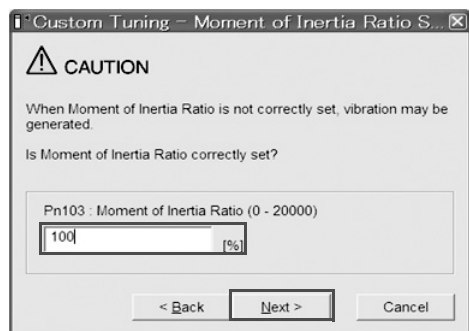 Custom Tuning - Moment of Inertia Ratio S...
CAUTION
When Moment of Inertia Ratio is not correctly set, vibration may be
generated.
Is Moment of Inertia Ratio correctly set?
Pn103 : Moment of Inertia Ratio (0 - 20000)
100
[%]
< Back
Next >
Cancel